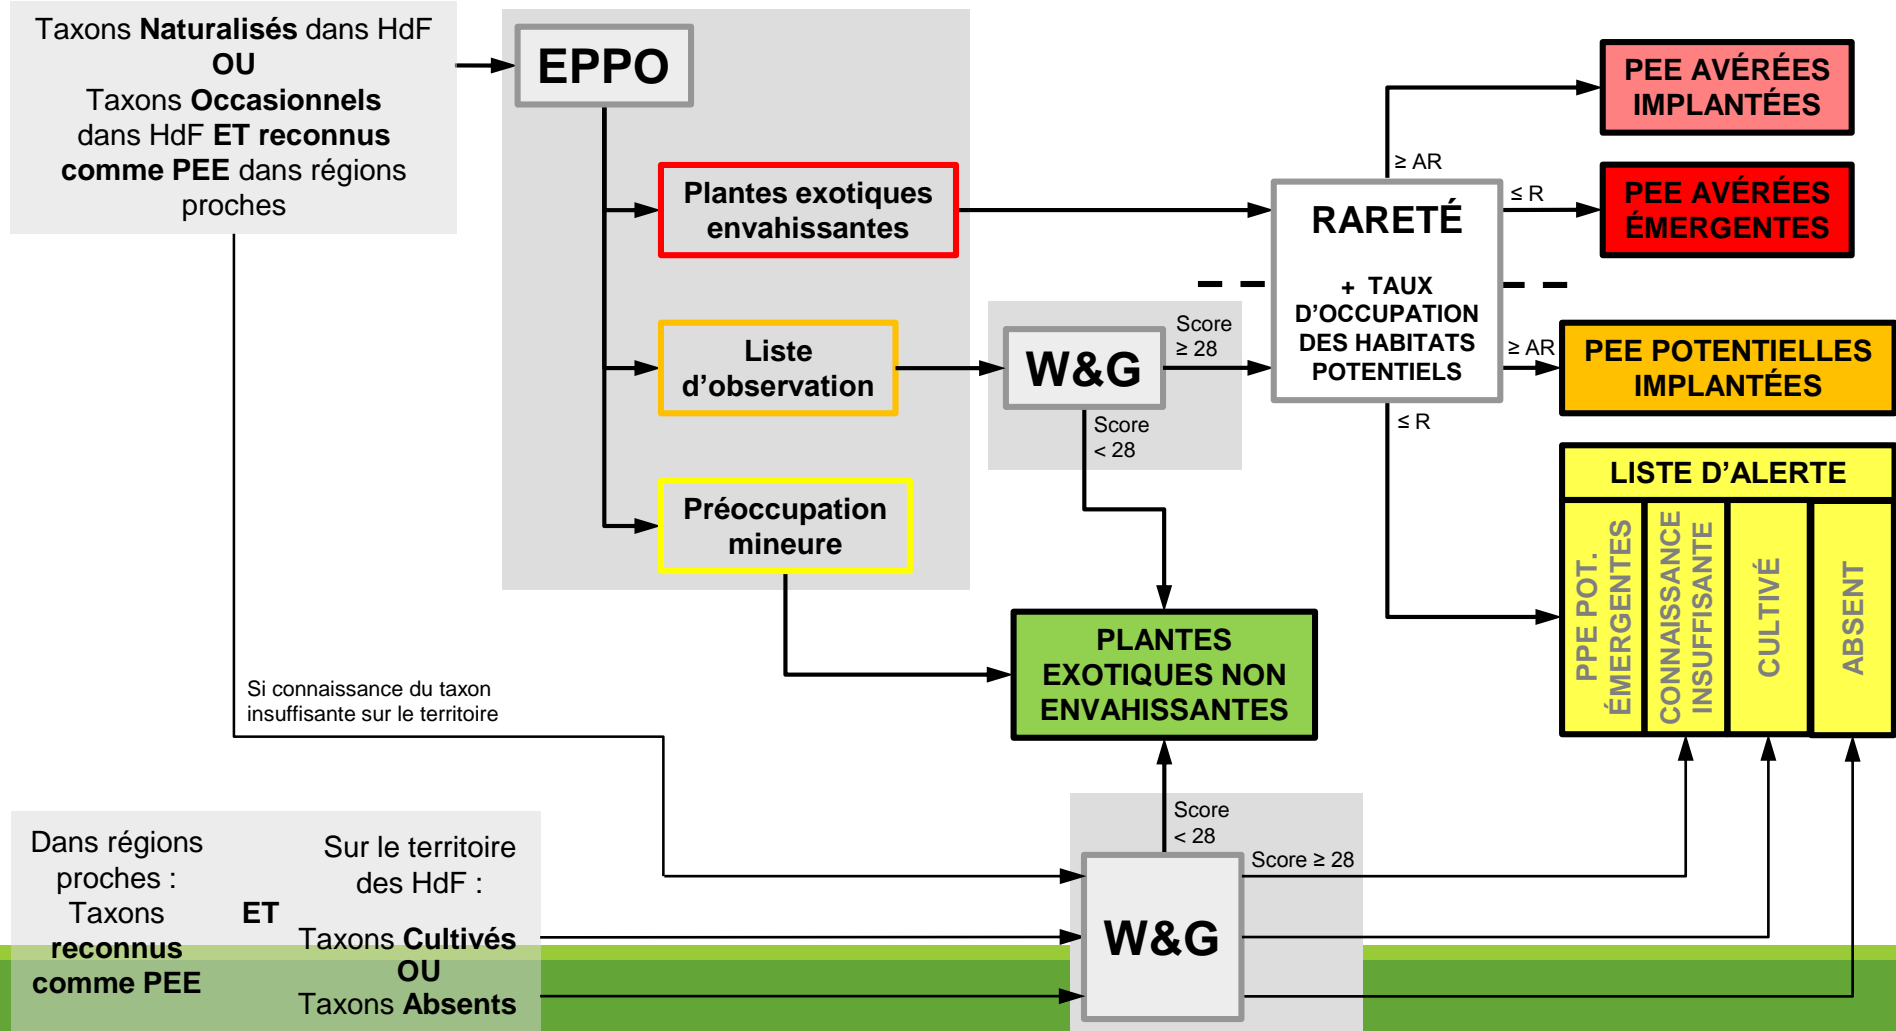 Taxons Naturalisés dans HdF
OU
Taxons Occasionnels
dans HdF ET reconnus
comme PEE dans régions
proches
EPPO
Plantes exotiques
envahissantes
Liste
d’observation
Préoccupation
mineure
W&G
Score
≥ 28
Score
< 28
RARETÉ
+ TAUX
D’OCCUPATION
DES HABITATS
POTENTIELS
≥ AR
≤ R
≥ AR
≤ R
PEE AVÉRÉES
IMPLANTÉES
PEE AVÉRÉES
ÉMERGENTES
PEE POTENTIELLES
IMPLANTÉES
LISTE D’ALERTE
PPE POT.
ÉMERGENTES
CONNAISSANCE
INSUFFISANTE
CULTIVÉ
ABSENT
PLANTES
EXOTIQUES NON
ENVAHISSANTES
Si connaissance du taxon
insuffisante sur le territoire
Dans régions
proches :
Taxons
reconnus
comme PEE
ET
Sur le territoire
des HdF :
Taxons Cultivés
OU
Taxons Absents
Score
< 28
Score ≥ 28
W&G